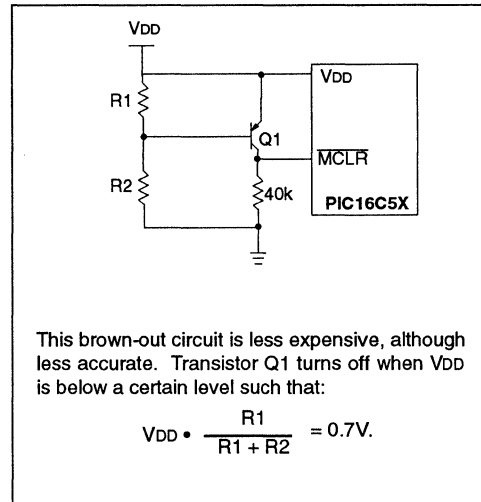 VDD
VDD
R1
Q1
MCLR
R2
40k
PIC16C5X
This brown-out circuit is less expensive, although
less accurate. Transistor Q1 turns off when VDD
is below a certain level such that:
VDD • R1 / R1 + R2 = 0.7V.